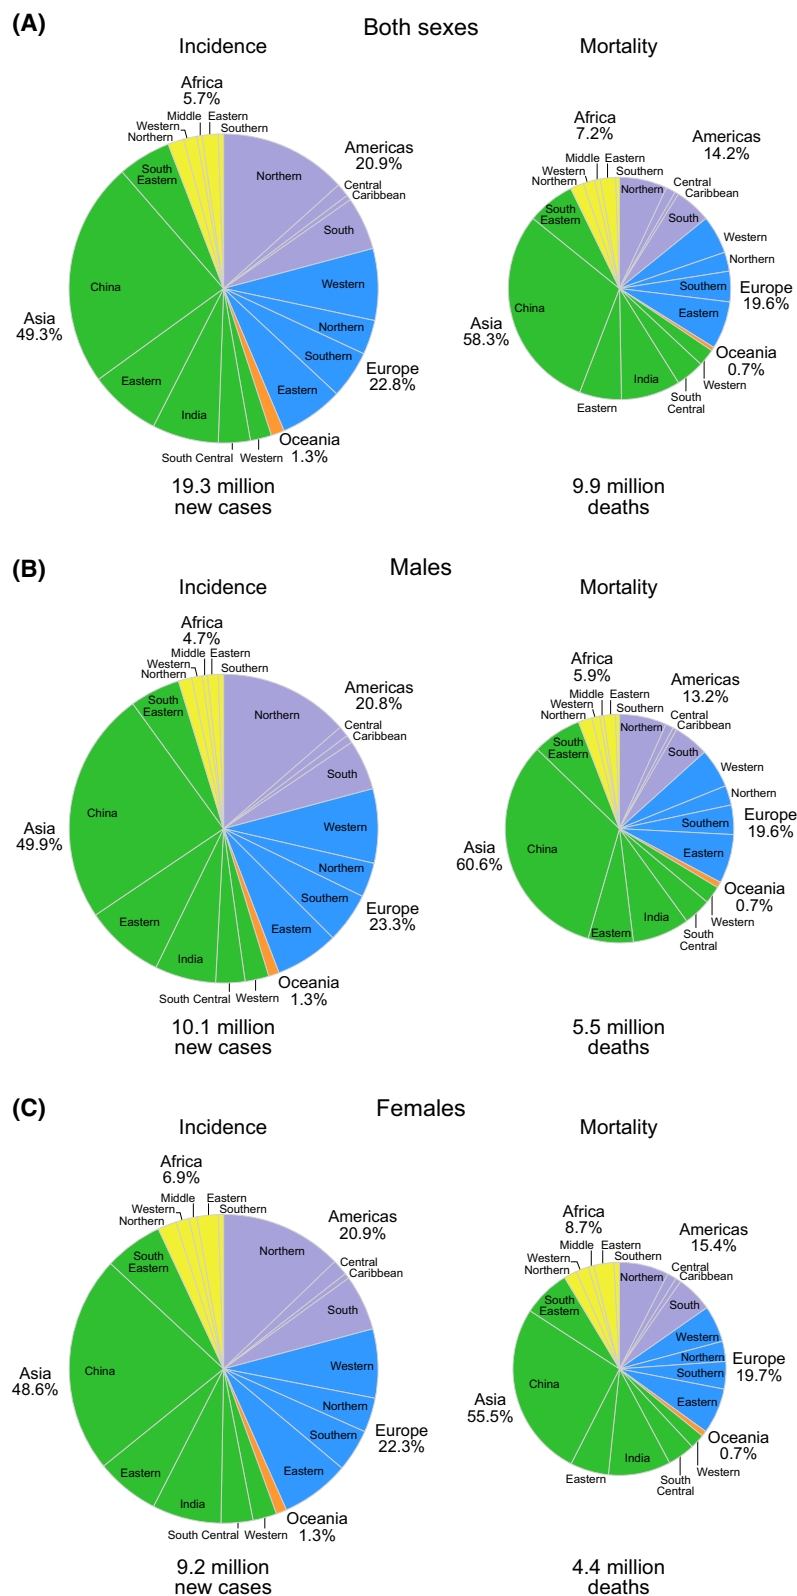 (A)
Both sexes
Incidence
Mortality
Africa
5.7%
Middle
Eastern
Western
Southern
Northern
Americas
20.9%
Northern
Central
Caribbean
South
South
Eastern
China
Western
Northern
Southern
Eastern
Asia
49.3%
Europe
22.8%
Eastern
India
Oceania
1.3%
South Central
Western
19.3 million
new cases
Africa
7.2%
Americas
14.2%
Middle
Eastern
Western
Southern
Northern
Northern
Central
Caribbean
South
South
Eastern
Western
Northern
Southern
Eastern
Europe
19.6%
China
Asia
58.3%
Oceania
0.7%
Western
South
Central
India
Eastern
9.9 million
deaths
(B)
Males
Incidence
Mortality
Africa
4.7%
Middle
Eastern
Western
Southern
Northern
Americas
20.8%
Northern
Central
Caribbean
South
South
Eastern
China
Western
Northern
Southern
Eastern
Asia
49.9%
Europe
23.3%
Eastern
India
Oceania
1.3%
South Central
Western
10.1 million
new cases
Africa
5.9%
Americas
13.2%
Middle
Eastern
Western
Southern
Northern
Northern
Central
Caribbean
South
South
Eastern
Western
Northern
Southern
Eastern
Europe
19.6%
China
Asia
60.6%
Oceania
0.7%
Western
South
Central
India
Eastern
5.5 million
deaths
(C)
Females
Incidence
Mortality
Africa
6.9%
Middle
Eastern
Western
Southern
Northern
Americas
20.9%
Northern
Central
Caribbean
South
South
Eastern
China
Western
Northern
Southern
Eastern
Asia
48.6%
Europe
22.3%
Eastern
India
Oceania
1.3%
South Central
Western
9.2 million
new cases
Africa
8.7%
Americas
15.4%
Middle
Eastern
Western
Southern
Northern
Northern
Central
Caribbean
South
South
Eastern
Western
Northern
Southern
Eastern
Europe
19.7%
China
Asia
55.5%
Oceania
0.7%
Western
South
Central
India
Eastern
4.4 million
deaths